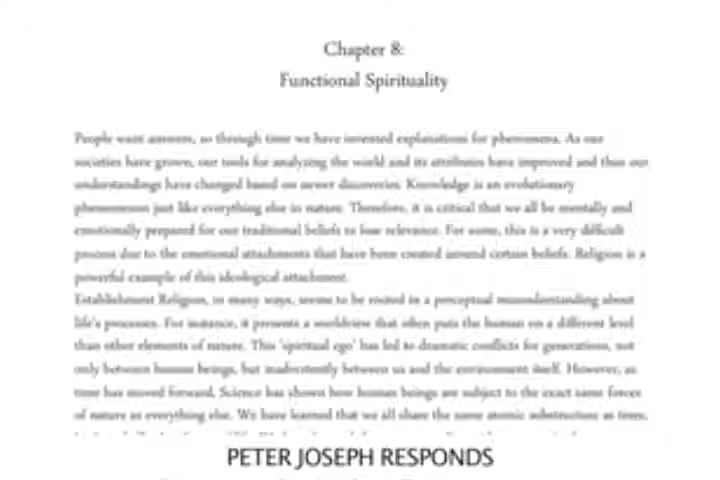 Chapter 8:
Functional Spirituality
People want answers, so through time we have invented explanations for phenomena. As our
societies have grown, our tools for analyzing the world and its attributes have improved and thus our
understandings have changed based on newer discoveries. Knowledge is an evolutionary
phenomenon just like everything else in nature. Therefore, it is critical that we all be mentally and
emotionally prepared for our traditional beliefs to lose relevance. For some, this is a very difficult
process due to the emotional attachments that have been created around certain beliefs. Religion is a
powerful example of this ideological attachment.
Establishment Religion, in many ways, seems to be rooted in a perceptual misunderstanding about
life's processes. For instance, it presents a worldview that often puts the human on a different level
than other elements of nature. This 'spiritual ego' has led to dramatic conflicts for generations, not
only between human beings, but inadvertently between us and the environment itself. However, as
time has moved forward, Science has shown how human beings are subject to the exact same forces
of nature as everything else. We have learned that we all share the same atomic substructure as trees,
PETER JOSEPH RESPONDS